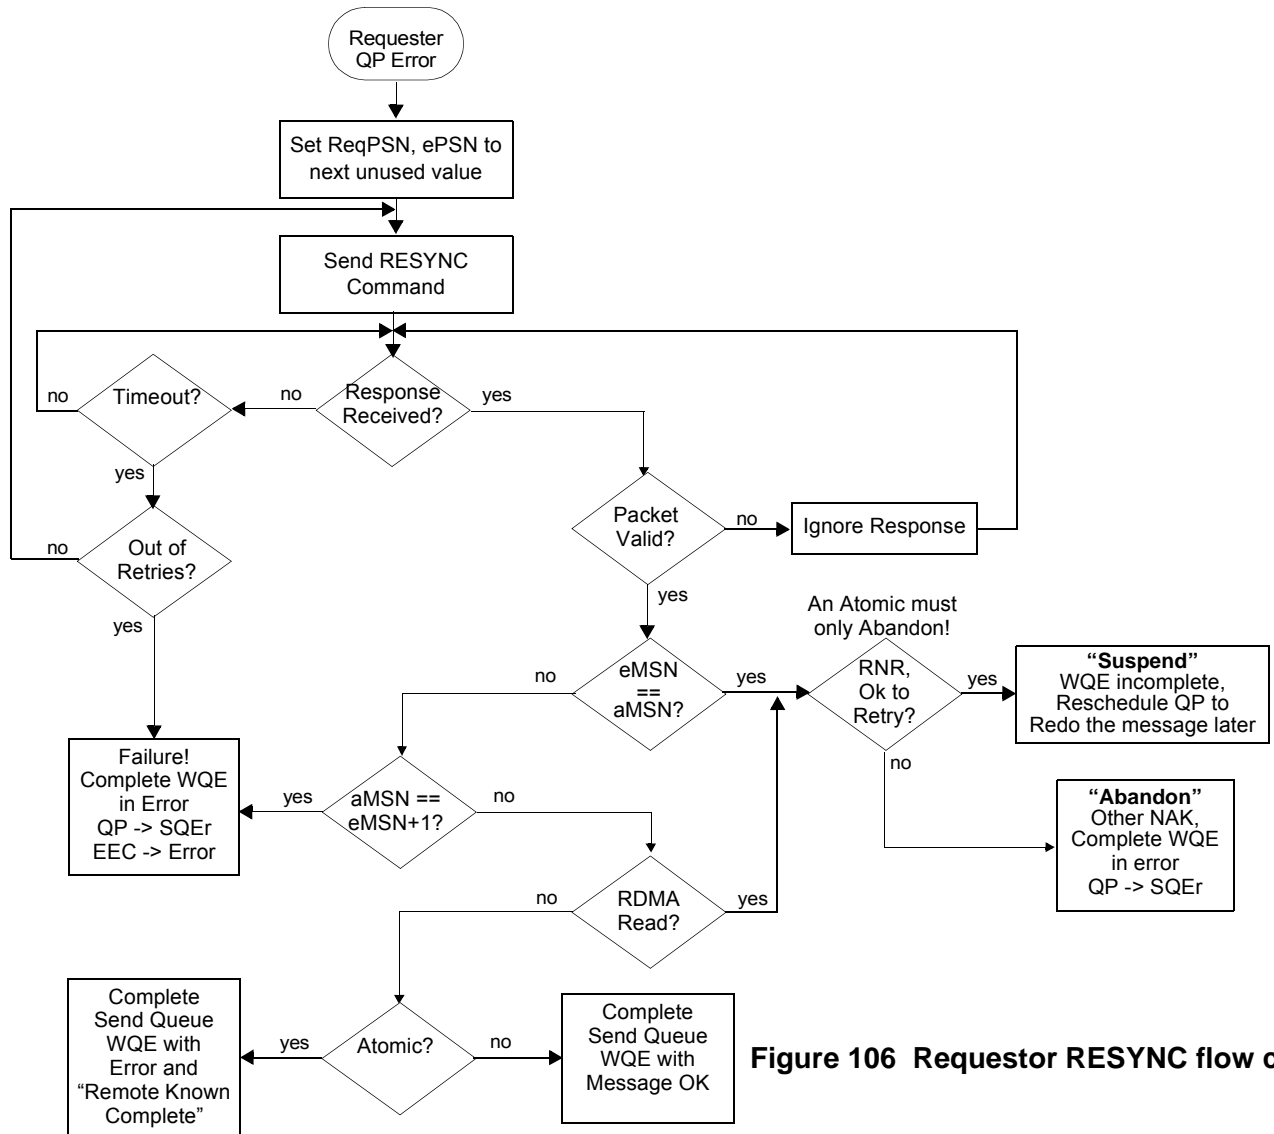 Requester
QP Error
Set ReqPSN, ePSN to
next unused value
Send RESYNC
Command
no
Timeout?
no
Response
Received?
yes
yes
Packet
Valid?
no
Ignore Response
no
Out of
Retries?
yes
yes
An Atomic must
only Abandon!
no
eMSN
==
aMSN?
yes
RNR,
Ok to
Retry?
yes
"Suspend"
WQE incomplete,
Reschedule QP to
Redo the message later
no
Failure!
Complete WQE
in Error
QP -> SQEr
EEC -> Error
yes
aMSN ==
eMSN+1?
no
"Abandon"
Other NAK,
Complete WQE
in error
QP -> SQEr
no
RDMA
Read?
yes
Complete
Send Queue
WQE with
Error and
"Remote Known
Complete"
yes
Atomic?
no
Complete
Send Queue
WQE with
Message OK
Figure 106 Requestor RESYNC flow c